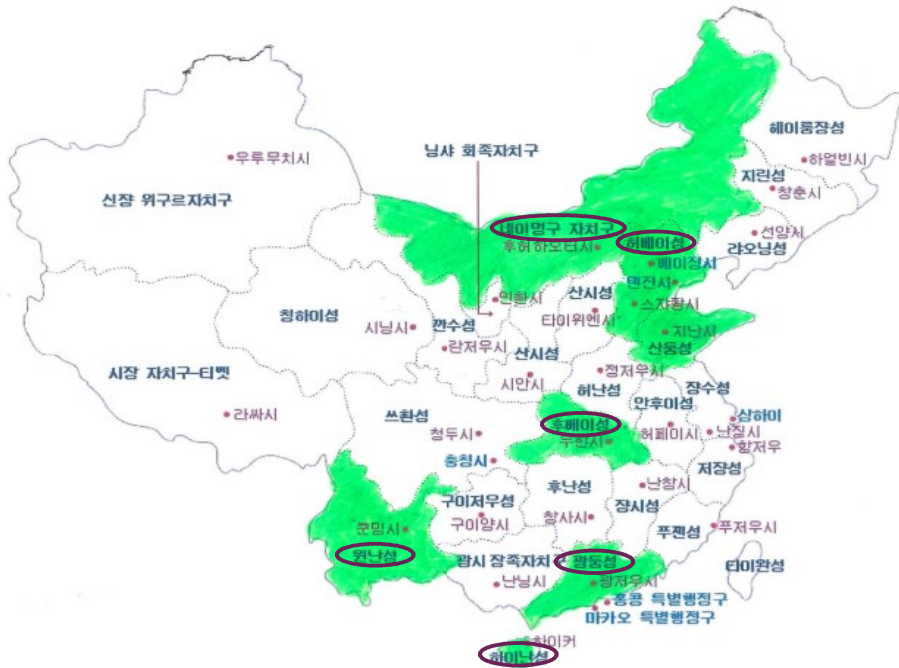 헤이룽쟝성
하얼빈시
닝샤 회족자치구
우루무치시
지린성
창춘시
신쟝 위구르자치구
네이멍구 자치구
선양시
허베이성
랴오닝성
후허하오터시
베이징시
톈진시
산시성
인촨시
스쟈좡시
칭하이성
타이위엔시
시닝시
깐수성
지난시
란저우시
산둥성
산시성
시장 자치구-티벳
정저우시
시안시
허난성
쟝수성
안후이성
쓰촨성
라싸시
샹하이
후베이성
청두시
허페이시
난징시
우한시
항저우
충칭시
저장성
후난성
난창시
구이저우성
쟝시성
창사시
구이양시
푸젠성
쿤밍시
푸저우시
윈난성
광시 장족자치구
광둥성
타이완성
난닝시
광저우시
홍콩 특별행정구
마카오 특별행정구
하이커
하이난성